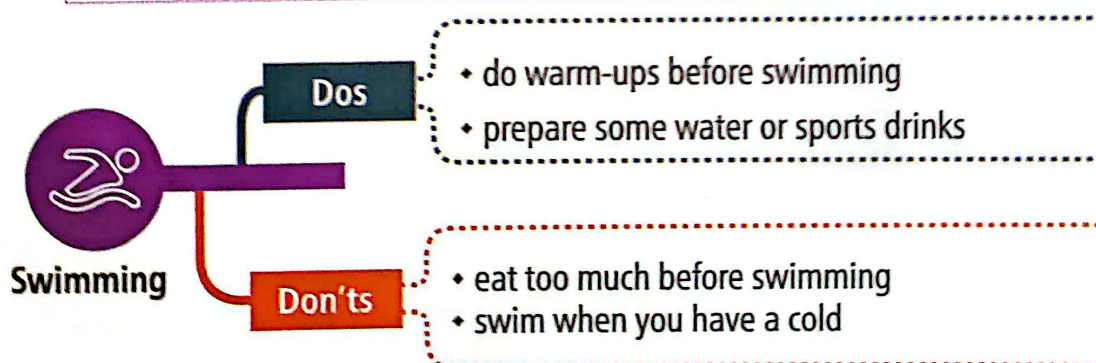 Dos
• do warm-ups before swimming
• prepare some water or sports drinks
Swimming
Don'ts
• eat too much before swimming
• swim when you have a cold